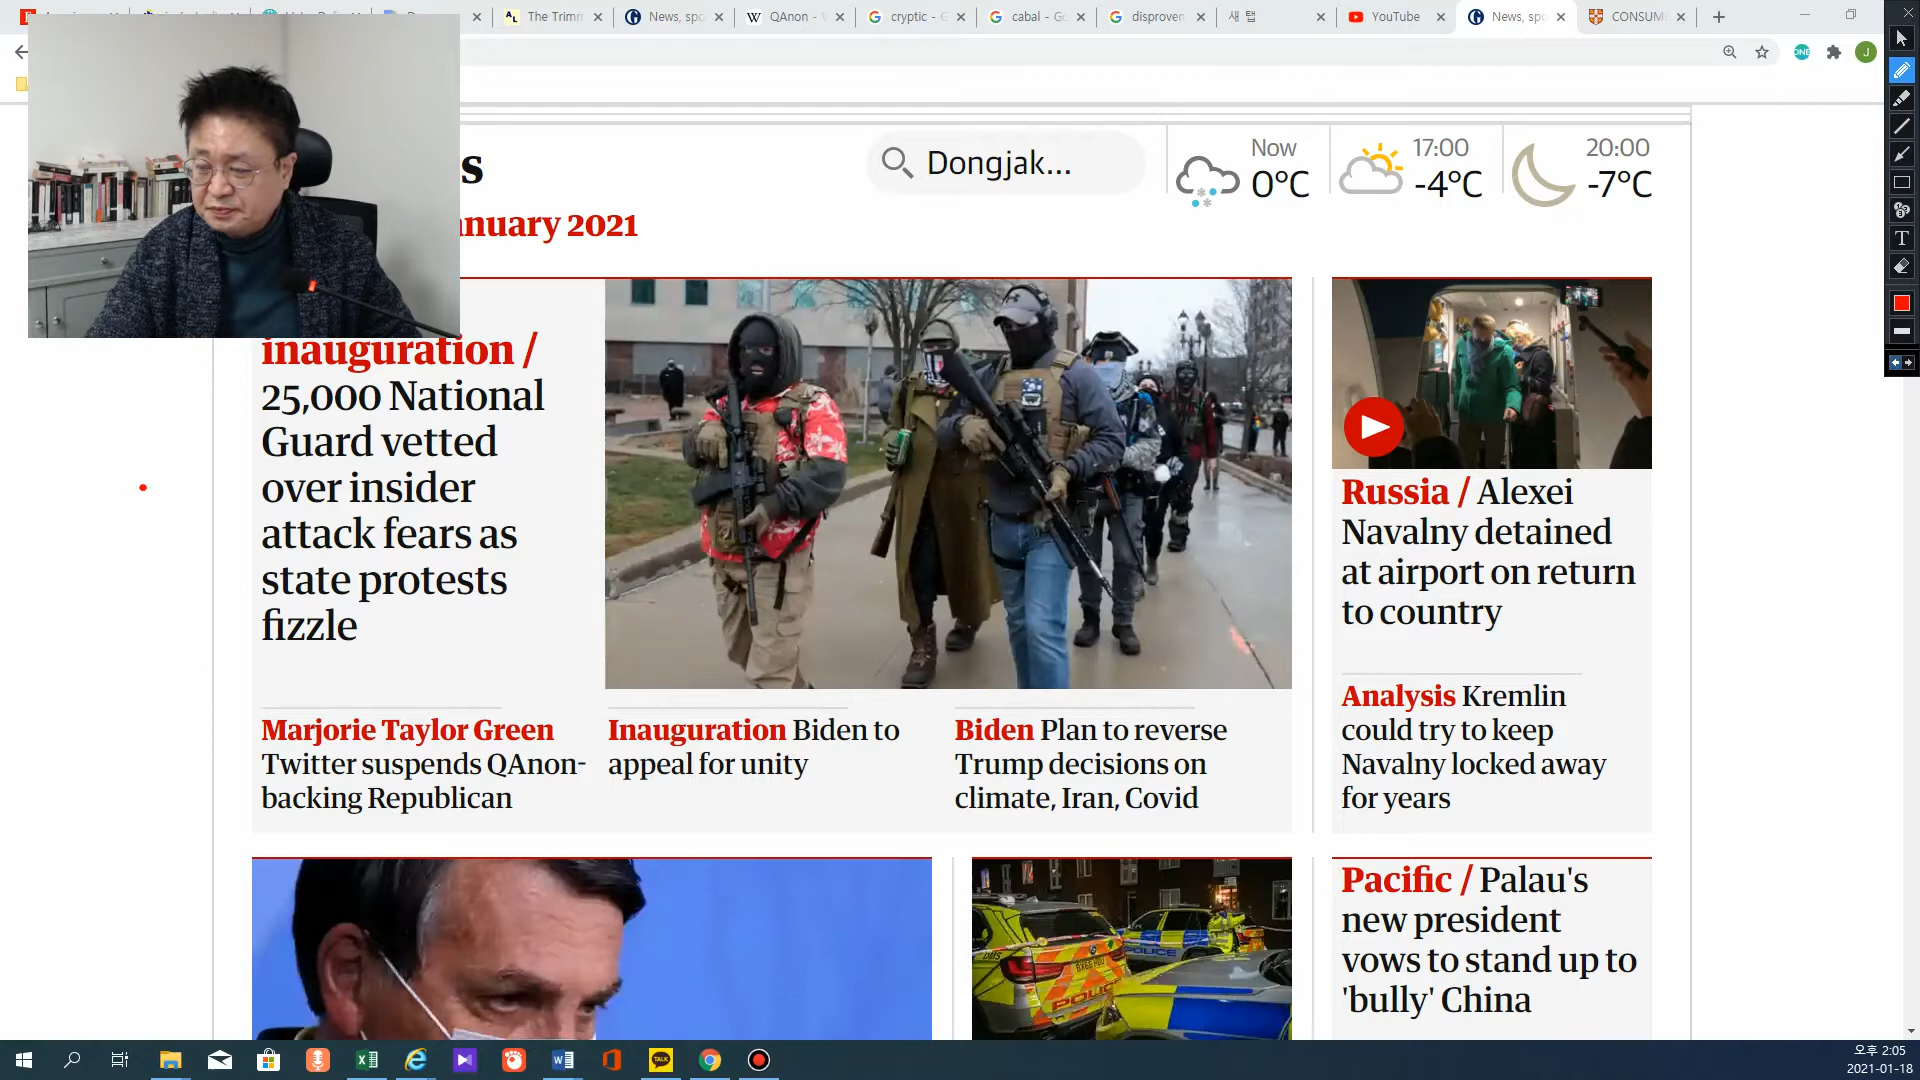 The Trimm
News, spo
QAnon - W
cryptic - G
cabal - Go
disproven
새 탭
YouTube
News, spo
CONSUM
ONE
J
s
anuary 2021
Dongjak...
Now
0°C
17:00
-4°C
20:00
-7°C
inauguration /
25,000 National
Guard vetted
over insider
attack fears as
state protests
fizzle
Russia / Alexei
Navalny detained
at airport on return
to country
Marjorie Taylor Green
Twitter suspends QAnon-
backing Republican
Inauguration Biden to
appeal for unity
Biden Plan to reverse
Trump decisions on
climate, Iran, Covid
Analysis Kremlin
could try to keep
Navalny locked away
for years
POLICE
POLICE
Pacific / Palau's
new president
vows to stand up to
'bully' China
TALK
오후 2:05
2021-01-18